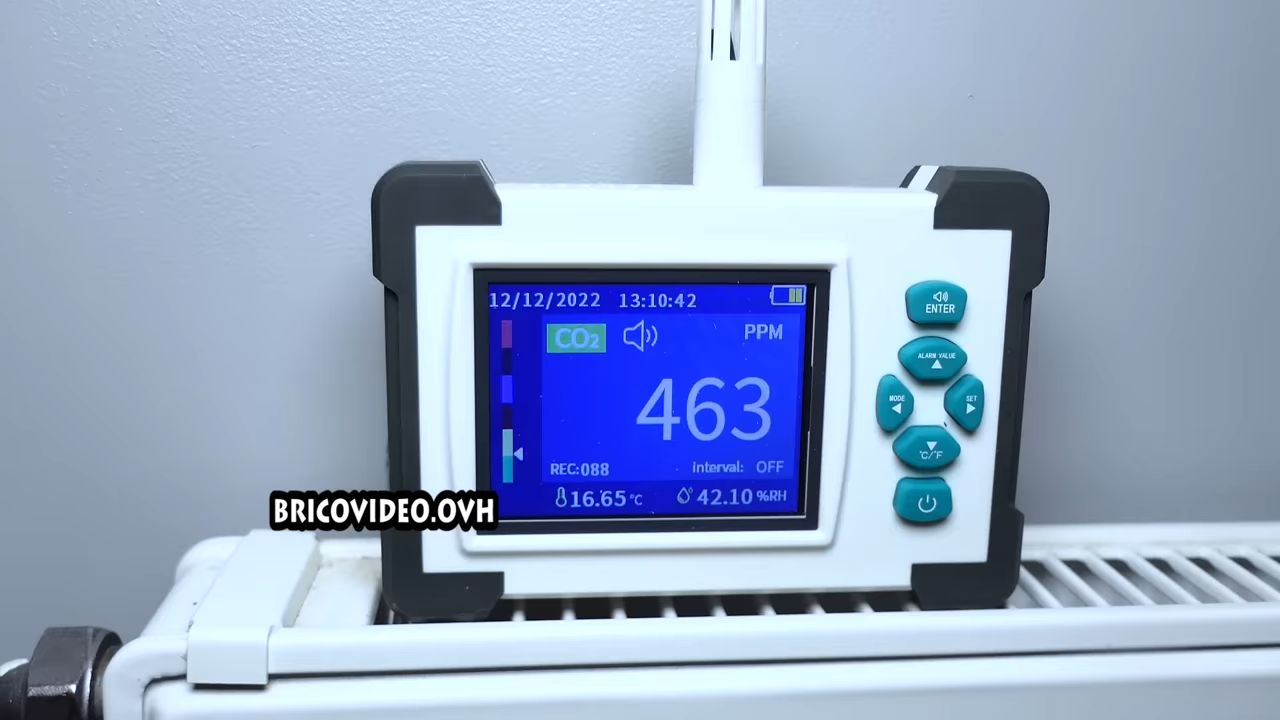 12/12/2022 13:10:42
CO₂ PPM
463
REC:088 interval: OFF
16.65°C 42.10%RH
ENTER
ALARM VALUE
MODE
SET
°C/°F
BRICOVIDEO.OVH